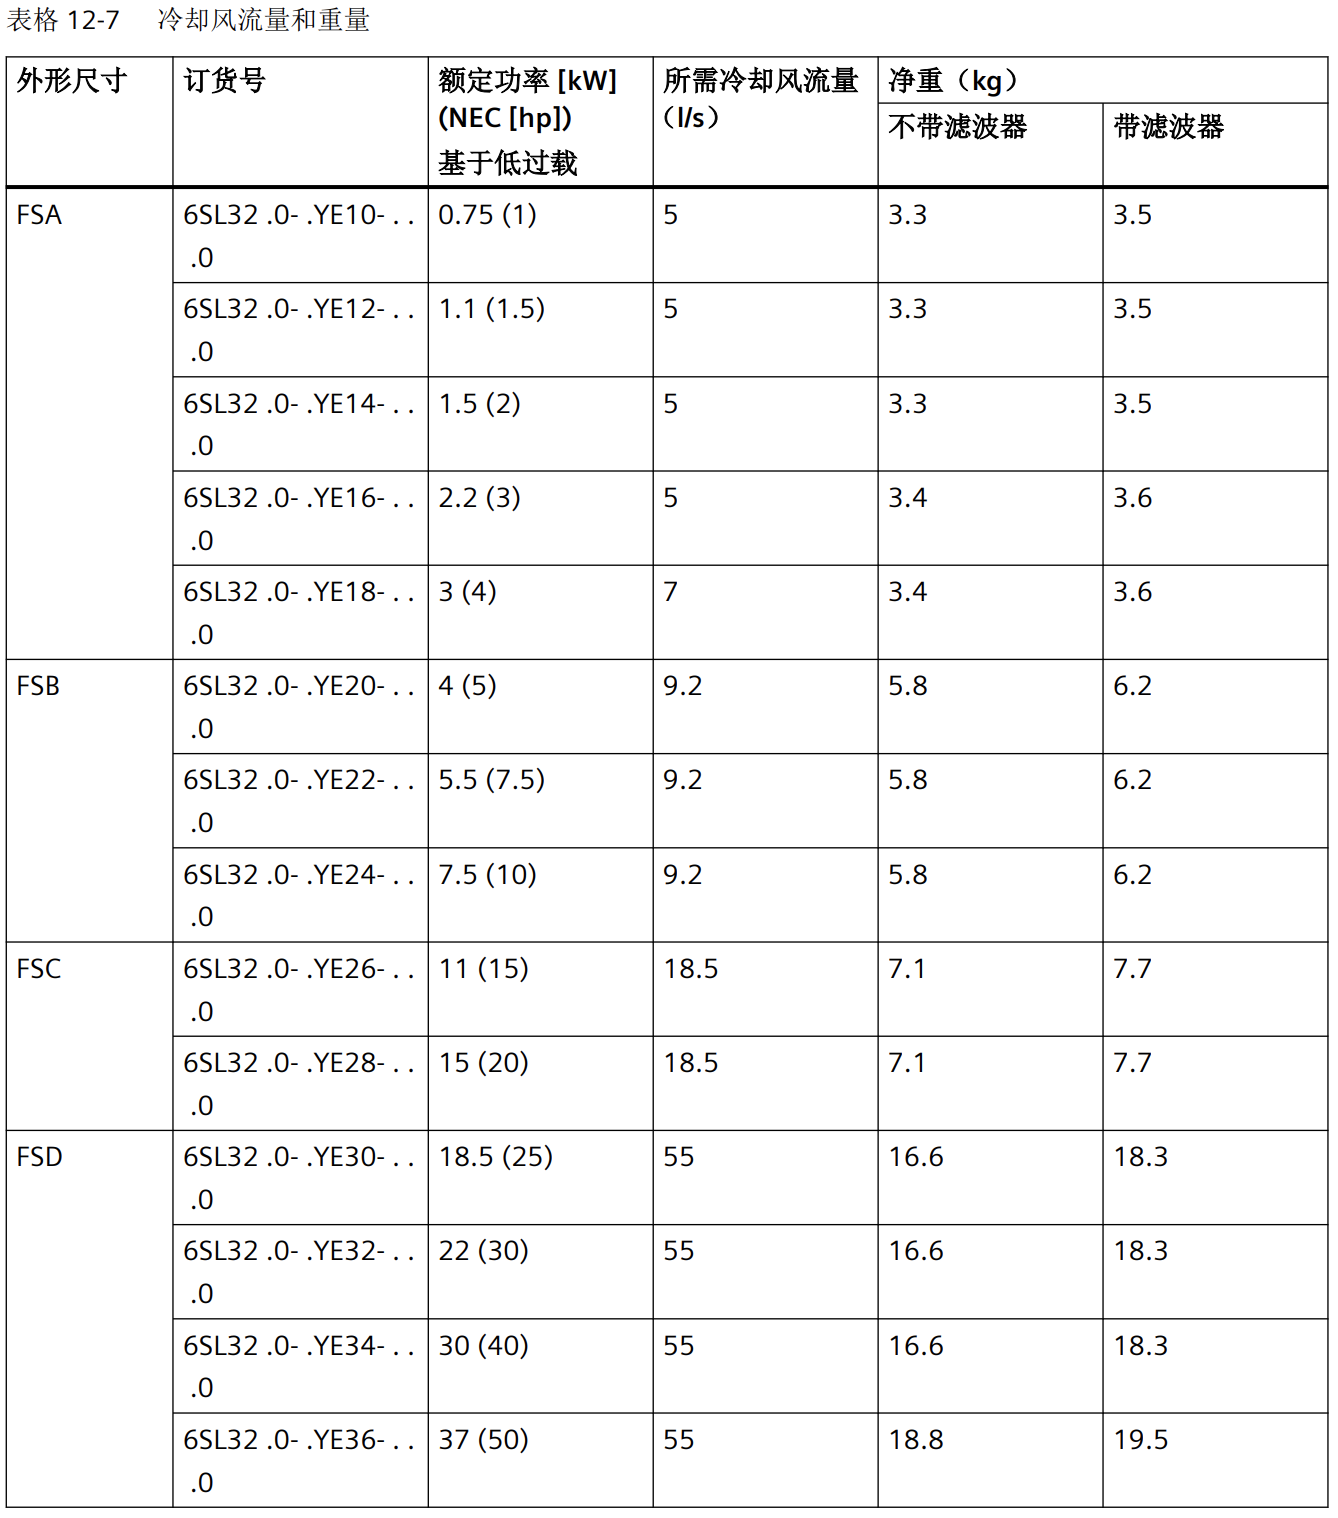 表格 12-7 冷却风流量和重量
外形尺寸 订货号 额定功率 [kW] 所需冷却风流量 净重（kg）
(NEC [hp]) （l/s） 不带滤波器 带滤波器
基于低过载
FSA 6SL32 .0- .YE10- . . 0.75 (1) 5 3.3 3.5
.0
6SL32 .0- .YE12- . . 1.1 (1.5) 5 3.3 3.5
.0
6SL32 .0- .YE14- . . 1.5 (2) 5 3.3 3.5
.0
6SL32 .0- .YE16- . . 2.2 (3) 5 3.4 3.6
.0
6SL32 .0- .YE18- . . 3 (4) 7 3.4 3.6
.0
FSB 6SL32 .0- .YE20- . . 4 (5) 9.2 5.8 6.2
.0
6SL32 .0- .YE22- . . 5.5 (7.5) 9.2 5.8 6.2
.0
6SL32 .0- .YE24- . . 7.5 (10) 9.2 5.8 6.2
.0
FSC 6SL32 .0- .YE26- . . 11 (15) 18.5 7.1 7.7
.0
6SL32 .0- .YE28- . . 15 (20) 18.5 7.1 7.7
.0
FSD 6SL32 .0- .YE30- . . 18.5 (25) 55 16.6 18.3
.0
6SL32 .0- .YE32- . . 22 (30) 55 16.6 18.3
.0
6SL32 .0- .YE34- . . 30 (40) 55 16.6 18.3
.0
6SL32 .0- .YE36- . . 37 (50) 55 18.8 19.5
.0